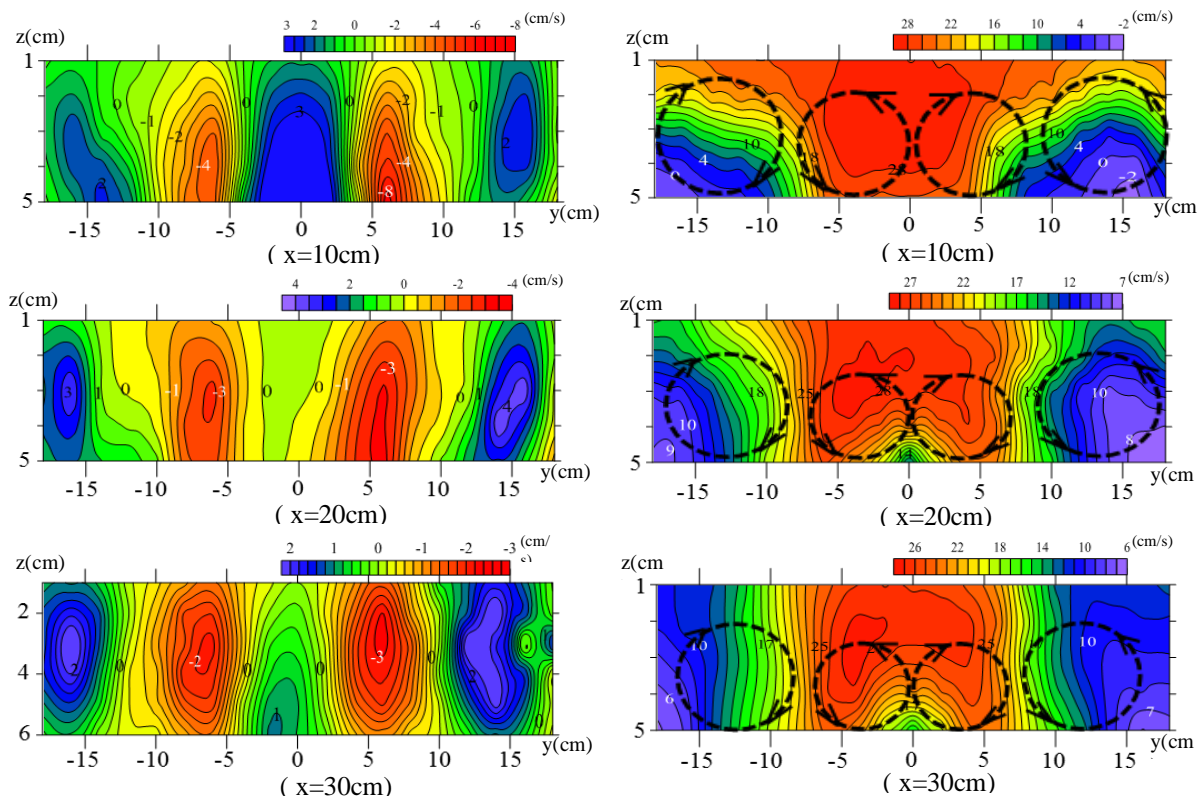 3 2 0 -2 -4 -6 -8 (cm/s)
z(cm)
1
0 -1 -2 -4 2 0 3 0 -2 -4 -8 -1 0 2
5
-15 -10 -5 0 5 10 15 y(cm)
( x=10cm)
28 22 16 10 4 -2 (cm/s)
z(cm)
1
0 4 10 18 28 18 10 4 0 -2
5
-15 -10 -5 0 5 10 15 y(cm
( x=10cm)
4 2 0 -2 -4 (cm/s)
z(cm)
1
3 1 0 -1 -3 0 0 -1 -3 0 1 4
5
-15 -10 -5 0 5 10 15 y(cm)
( x=20cm)
27 22 17 12 7 (cm/s)
z(cm)
1
9 10 18 25 28 18 10 8
5
-15 -10 -5 0 5 10 15 y(cm
( x=20cm)
2 1 0 -1 -2 -3 (cm/
s)
z(cm)
2
4
6
2 0 -2 0 1 0 -3 0 2 0
-15 -10 -5 0 5 10 15 y(cm)
( x=30cm)
26 22 18 14 10 6 (cm/s)
z(cm)
1
6 10 17 25 25 10 7
5
-15 -10 -5 0 5 10 15 y(cm
( x=30cm)